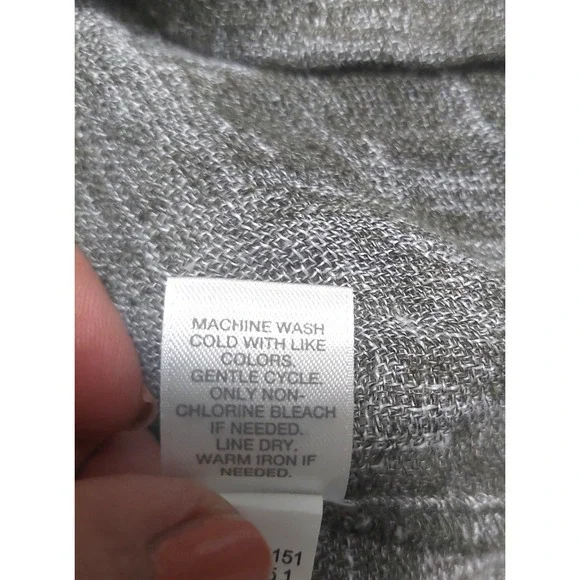 MACHINE WASH
COLD WITH LIKE
COLORS.
GENTLE CYCLE.
ONLY NON-
CHLORINE BLEACH
IF NEEDED.
LINE DRY.
WARM IRON IF
NEEDED.
151